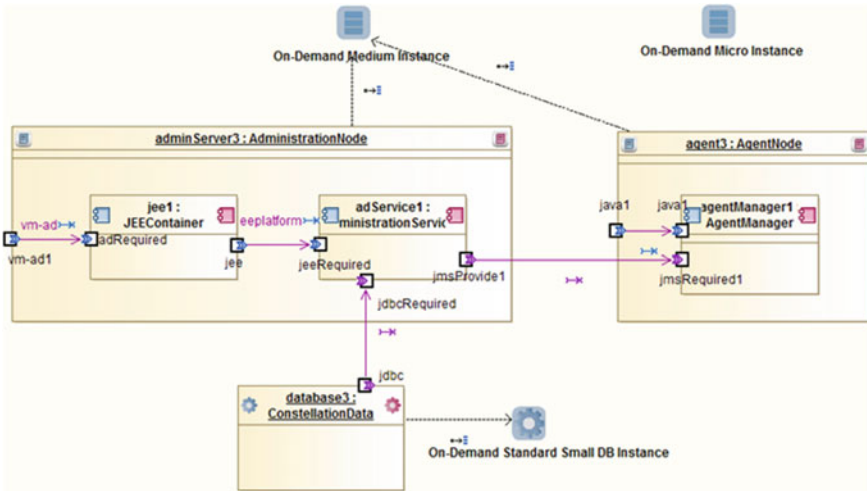 On-Demand Medium Instance
On-Demand Micro Instance
adminServer3 : AdministrationNode
agent3 : AgentNode
jee1 :
JEEContainer
adService1 :
ministrationServic
agentManager1
AgentManager
vm-ad
adRequired
vm-ad1
eeplatform
jee
jeeRequired
jmsProvide1
java1
java1
jmsRequired1
jdbcRequired
jdbc
database3 :
ConstellationData
On-Demand Standard Small DB Instance